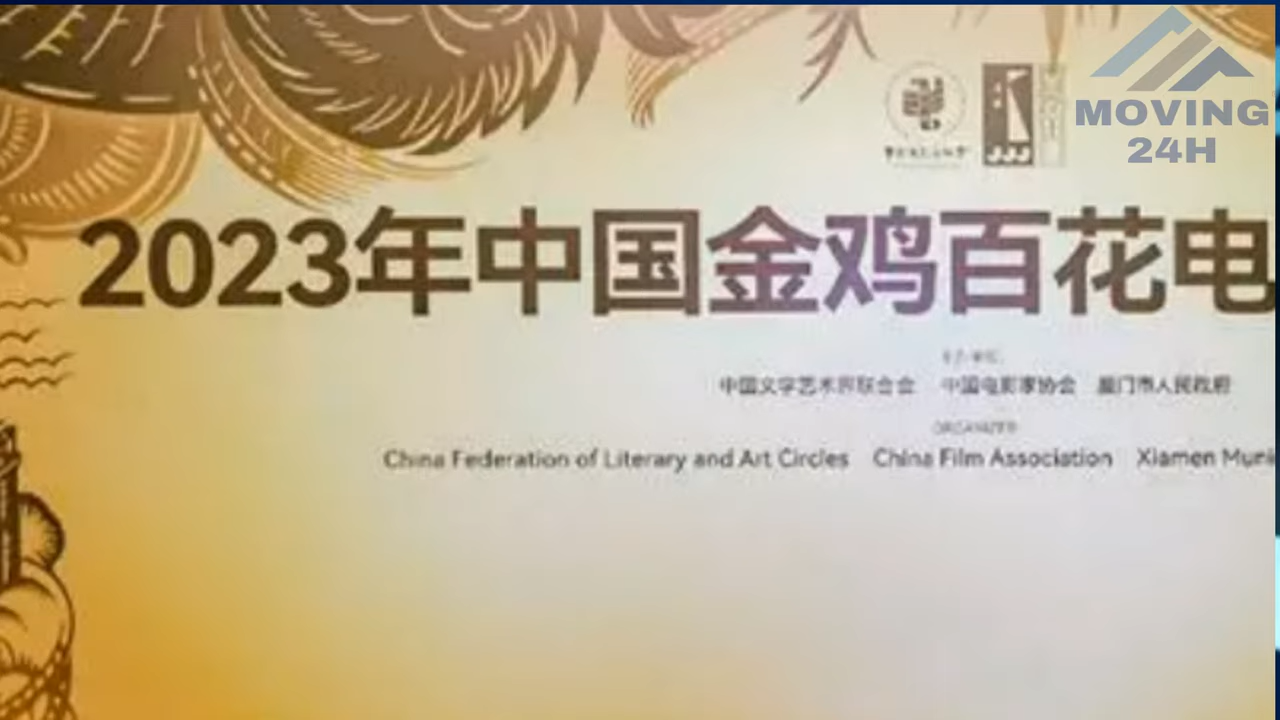 MOVING
24H
2023年中国金鸡百花电
中国文学艺术界联合会 中国电影家协会 厦门市人民政府
ORGANIZER
China Federation of Literary and Art Circles China Film Association Xiamen Muni